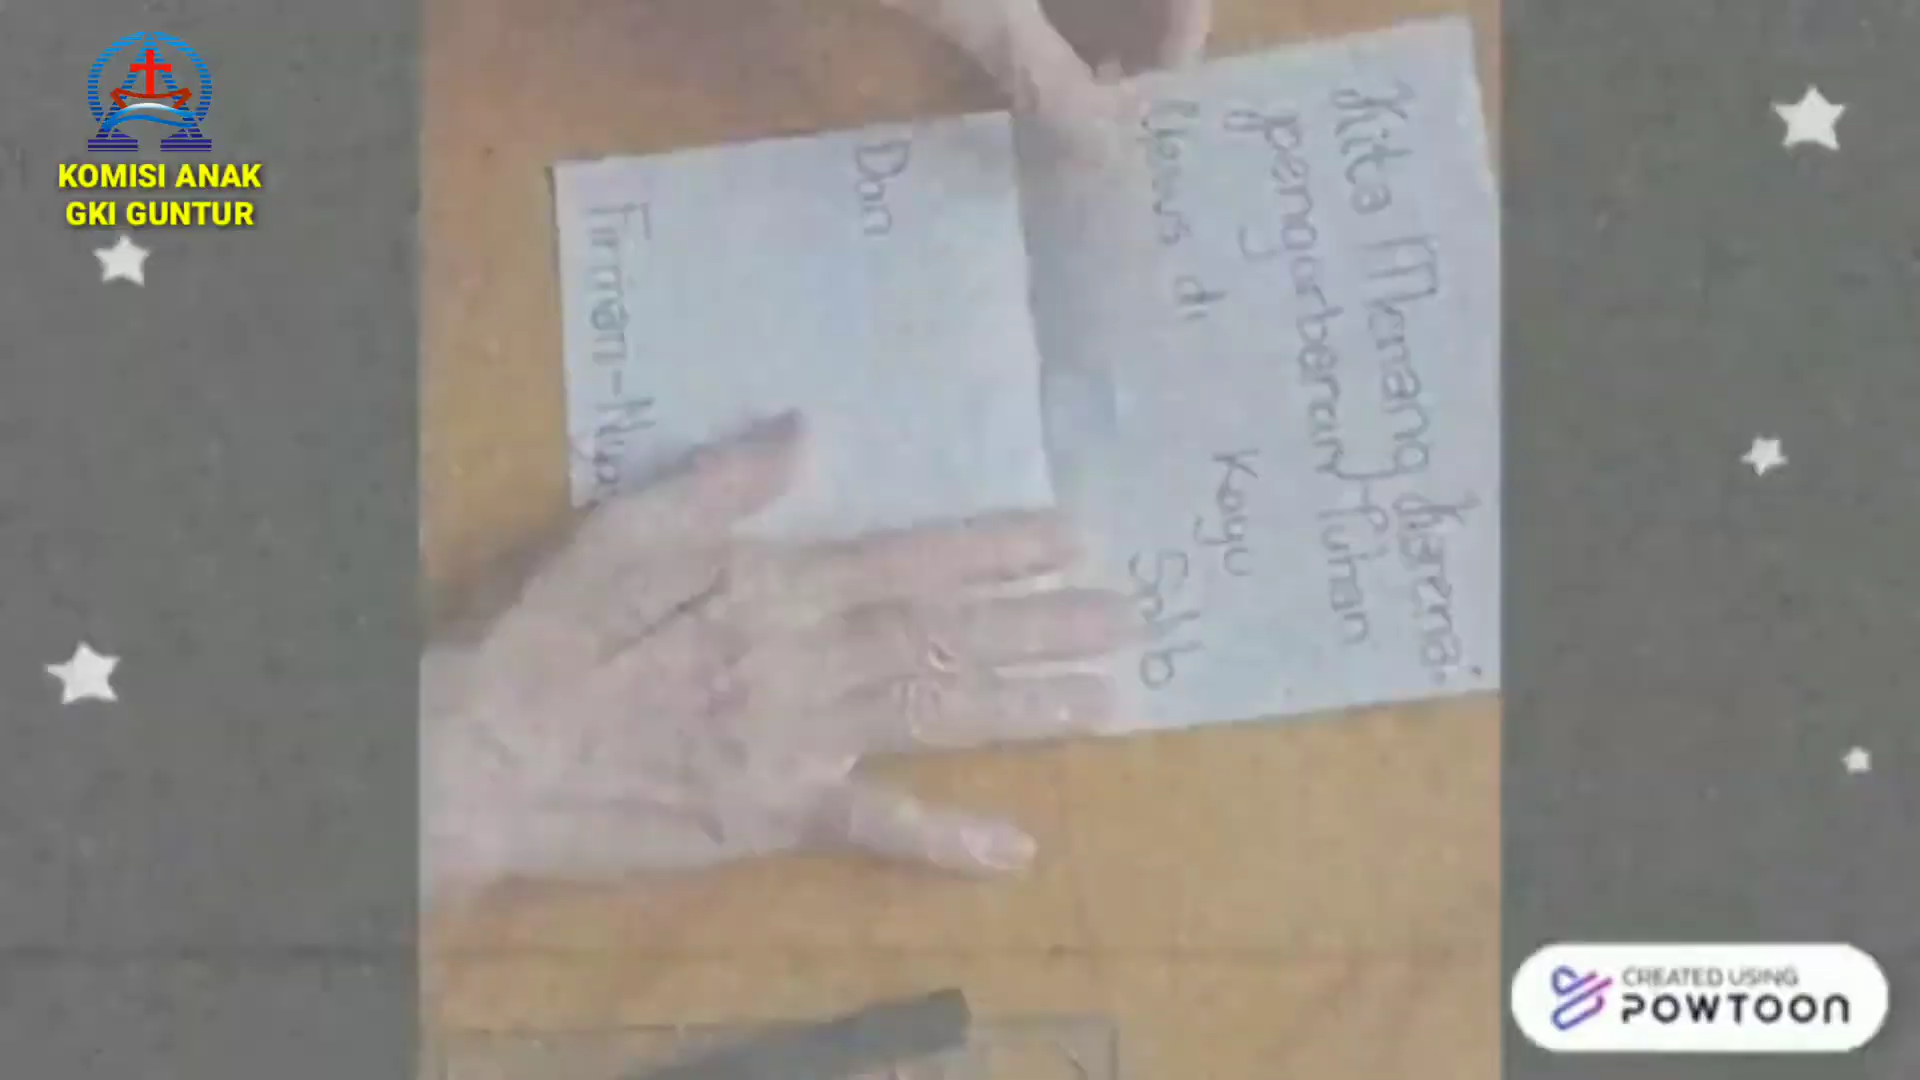 KOMISI ANAK
GKI GUNTUR
Kita Menang karena
pengorbanan Tuhan
Yesus di Kayu Salib
Dan
Firman-Nya
CREATED USING
POWTOON